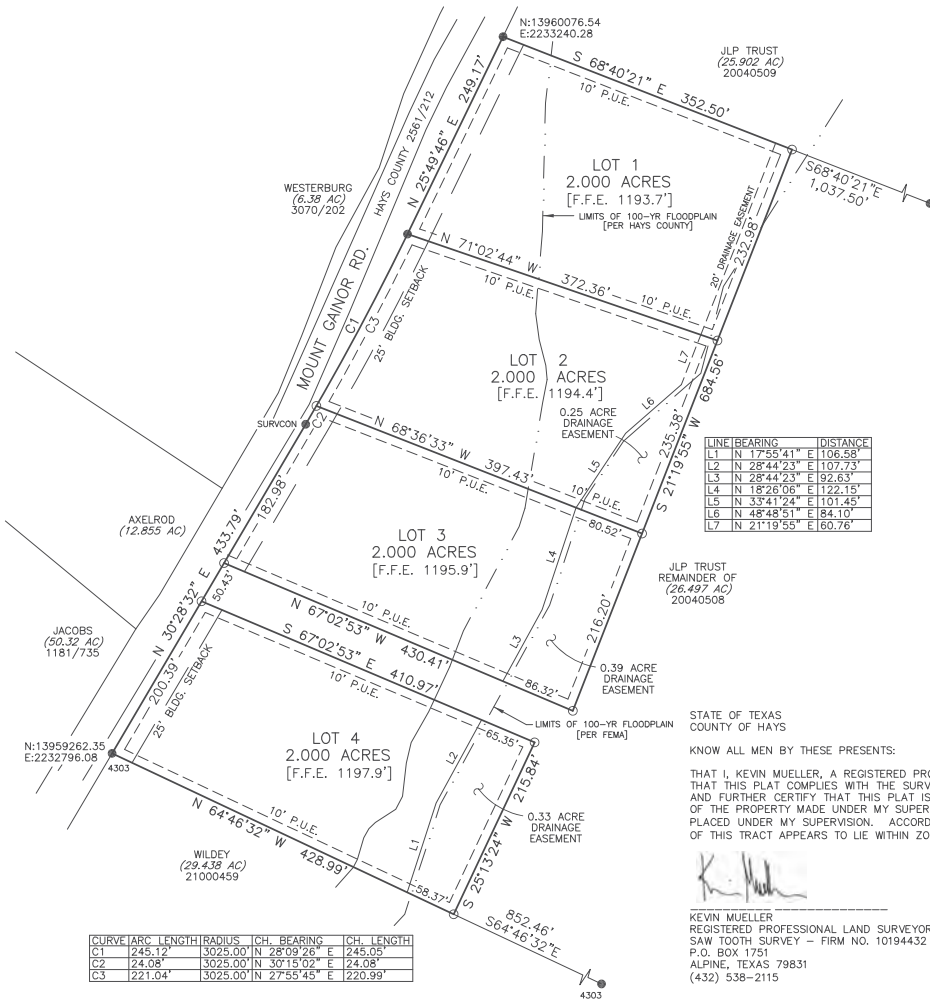 N:13960076.54
E:2233240.28
JLP TRUST
(25.902 AC)
20040509
S 68°40'21" E 352.50'
10' P.U.E.
N 25°49'46" E 249.17'
HAYS COUNTY 2561/212
WESTERBURG
(6.38 AC)
3070/202
LOT 1
2.000 ACRES
[F.F.E. 1193.7']
LIMITS OF 100-YR FLOODPLAIN
[PER HAYS COUNTY]
S68°40'21"E
1,037.50'
20' DRAINAGE EASEMENT
232.98'
N 71°02'44" W 372.36'
10' P.U.E.
10' P.U.E.
MOUNT GAINOR RD.
C1
C3
25' BLDG. SETBACK
LOT 2
2.000 ACRES
[F.F.E. 1194.4']
L7
684.56'
L6
0.25 ACRE
DRAINAGE
EASEMENT
235.38'
S 21°19'55" W
L5
SURVCON
C2
N 68°36'33" W 397.43'
10' P.U.E.
10' P.U.E.
80.52'
LINE BEARING DISTANCE
L1 N 17°55'41" E 106.58'
L2 N 28°44'23" E 107.73'
L3 N 28°44'23" E 92.63'
L4 N 18°26'06" E 122.15'
L5 N 33°41'24" E 101.45'
L6 N 48°48'51" E 84.10'
L7 N 21°19'55" E 60.76'
AXELROD
(12.855 AC)
182.98'
N 30°28'32" E 433.79'
LOT 3
2.000 ACRES
[F.F.E. 1195.9']
L4
JLP TRUST
REMAINDER OF
(26.497 AC)
20040508
216.20'
50.43'
10' P.U.E.
N 67°02'53" W 430.41'
L3
86.32'
0.39 ACRE
DRAINAGE
EASEMENT
JACOBS
(50.32 AC)
1181/735
S 67°02'53" E 410.97'
10' P.U.E.
65.35'
LIMITS OF 100-YR FLOODPLAIN
[PER FEMA]
200.39'
25' BLDG. SETBACK
LOT 4
2.000 ACRES
[F.F.E. 1197.9']
L2
215.84'
S 25°13'24" W
N:13959262.35
E:2232796.08
4303
0.33 ACRE
DRAINAGE
EASEMENT
10' P.U.E.
N 64°46'32" W 428.99'
L1
58.37'
WILDEY
(29.438 AC)
21000459
852.46'
S64°46'32"E
4303
STATE OF TEXAS
COUNTY OF HAYS
KNOW ALL MEN BY THESE PRESENTS:
THAT I, KEVIN MUELLER, A REGISTERED PRO
THAT THIS PLAT COMPLIES WITH THE SURV
AND FURTHER CERTIFY THAT THIS PLAT IS
OF THE PROPERTY MADE UNDER MY SUPER
PLACED UNDER MY SUPERVISION. ACCORD
OF THIS TRACT APPEARS TO LIE WITHIN ZO
KEVIN MUELLER
REGISTERED PROFESSIONAL LAND SURVEYOR
SAW TOOTH SURVEY – FIRM NO. 10194432
P.O. BOX 1751
ALPINE, TEXAS 79831
(432) 538-2115
CURVE ARC LENGTH RADIUS CH. BEARING CH. LENGTH
C1 245.12' 3025.00' N 28°09'26" E 245.05'
C2 24.08' 3025.00' N 30°15'02" E 24.08'
C3 221.04' 3025.00' N 27°55'45" E 220.99'